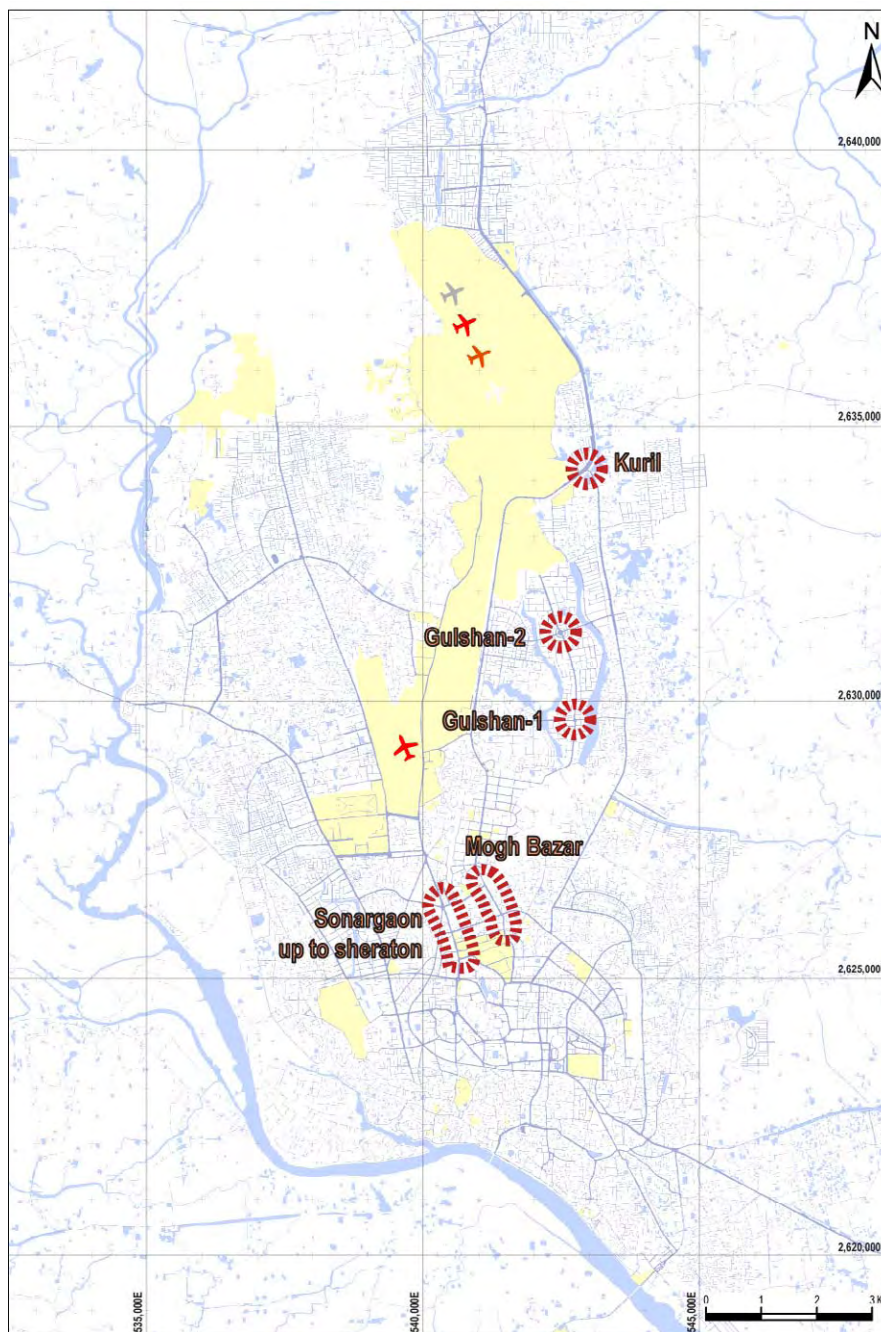 N
2,640,000
2,635,000
Kuril
Gulshan-2
2,630,000
Gulshan-1
Mogh Bazar
Sonargaon
up to sheraton
2,625,000
2,620,000
535,000E
540,000E
545,000E
0 1 2 3 K